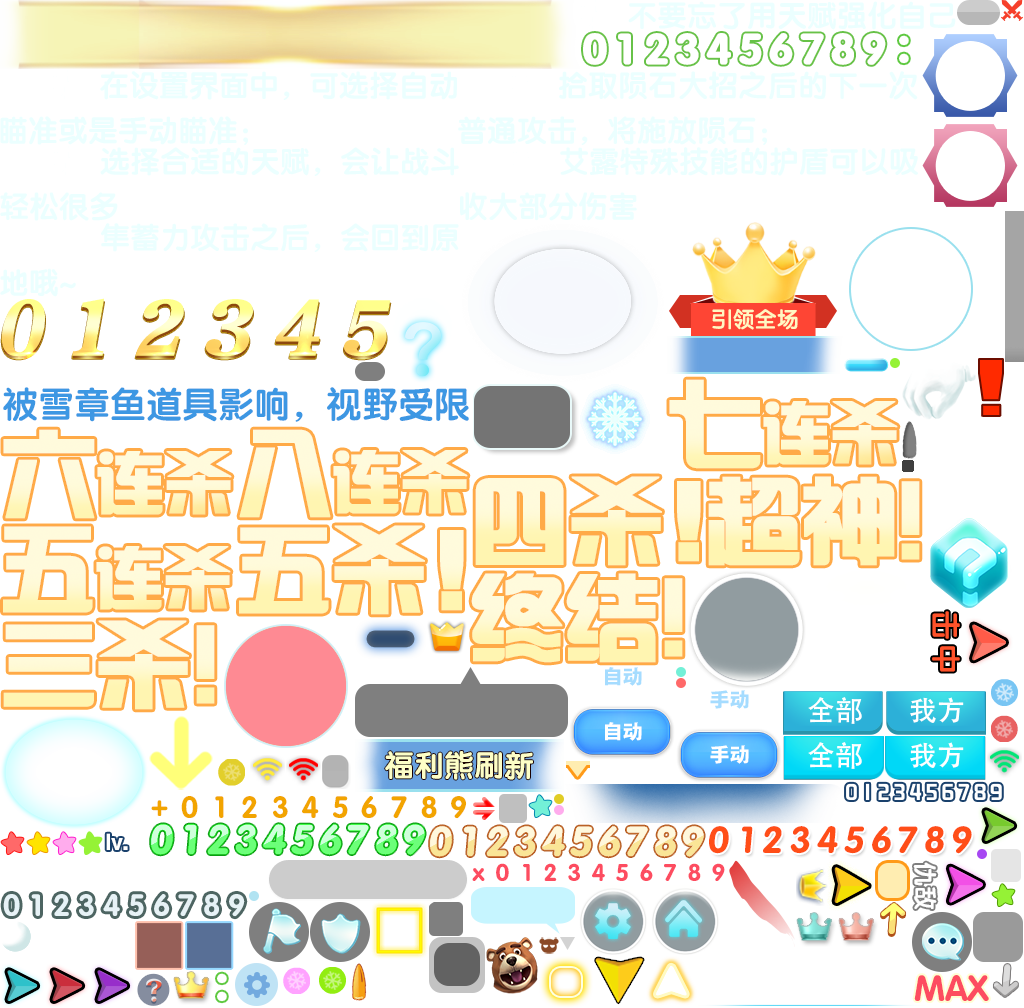 不要忘了用天赋强化自己
0123456789:
在设置界面中，可选择自动
瞄准或是手动瞄准；
拾取陨石大招之后的下一次
普通攻击，将施放陨石；
选择合适的天赋，会让战斗
轻松很多
艾露特殊技能的护盾可以吸
收大部分伤害
隼蓄力攻击之后，会回到原
地哦~
012345
?
引领全场
被雪章鱼道具影响，视野受限
!
七连杀
六连杀
八连杀
四杀!
超神!
五连杀
五杀!
终结!
三杀!
击中
自动
手动
自动
手动
全部
我方
全部
我方
福利熊刷新
0123456789
+0123456789
0123456789
0123456789
0123456789
lv.
x0123456789
仇敌
0123456789
?
MAX